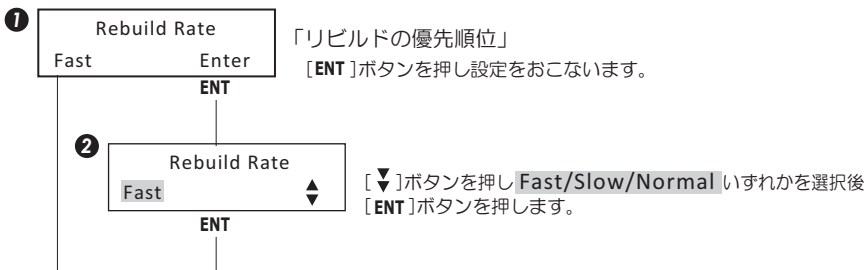 ❶
Rebuild Rate
Fast Enter
ENT
「リビルドの優先順位」
[ENT]ボタンを押し設定をおこないます。
❷
Rebuild Rate
Fast ▲▼
ENT
[▼]ボタンを押し Fast/Slow/Normal いずれかを選択後
[ENT]ボタンを押します。